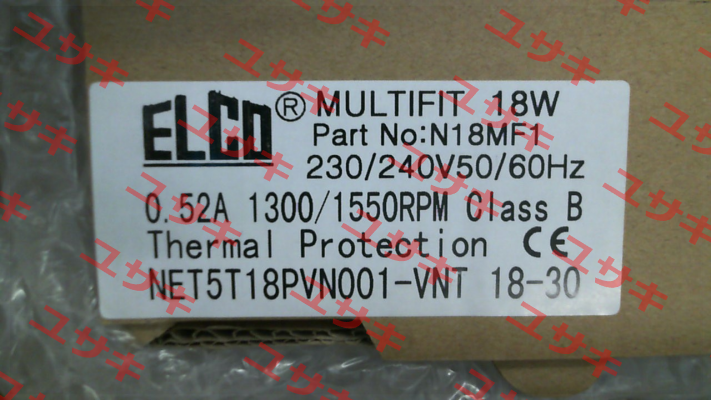 ELCO® MULTIFIT 18W
Part No:N18MF1
230/240V50/60Hz
0.52A 1300/1550RPM Class B
Thermal Protection CE
NET5T18PVN001-VNT 18-30
ユサキ